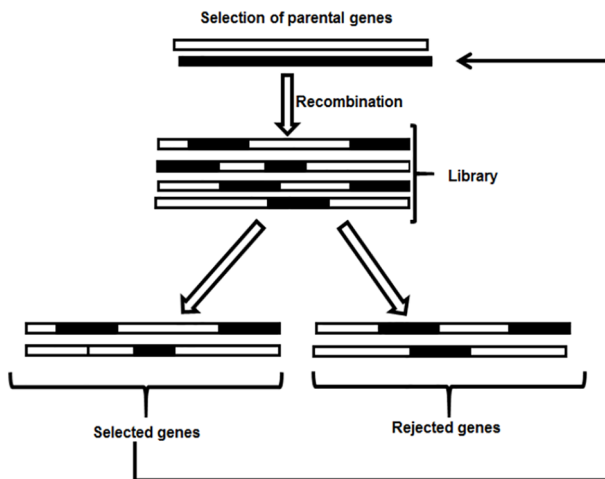 Selection of parental genes
Recombination
Library
Selected genes
Rejected genes